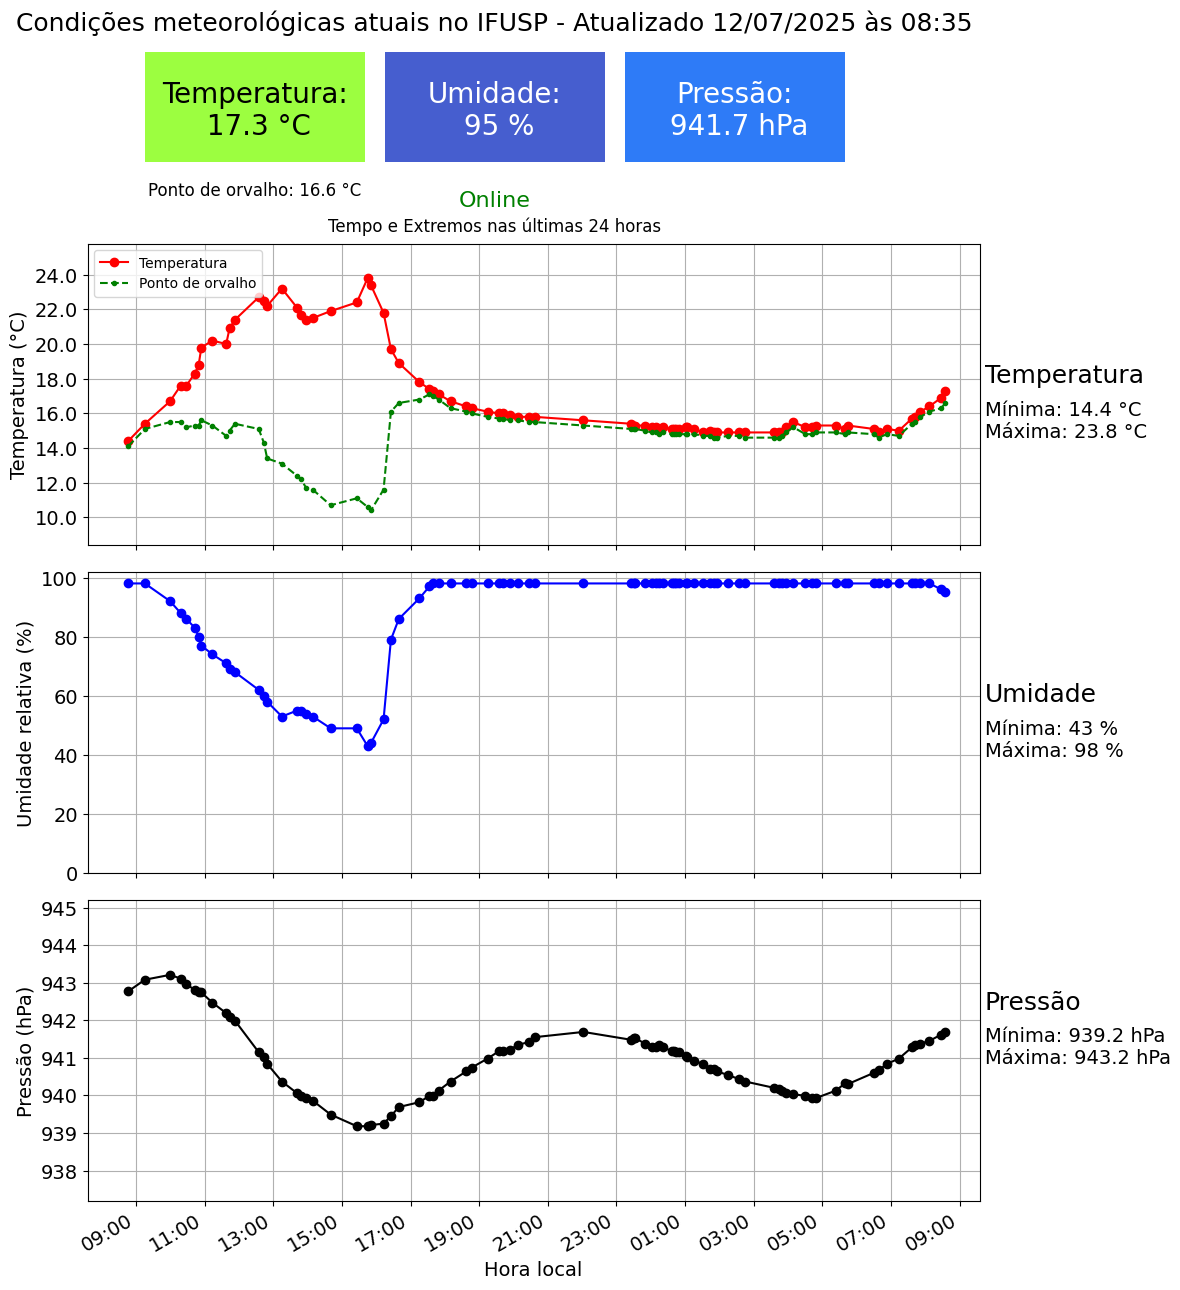 Condições meteorológicas atuais no IFUSP - Atualizado 12/07/2025 às 08:35
Temperatura:
17.3 °C
Umidade:
95 %
Pressão:
941.7 hPa
Ponto de orvalho: 16.6 °C
Online
Tempo e Extremos nas últimas 24 horas
Temperatura
Ponto de orvalho
Temperatura (°C)
24.0
22.0
20.0
18.0
16.0
14.0
12.0
10.0
Temperatura
Mínima: 14.4 °C
Máxima: 23.8 °C
Umidade relativa (%)
100
80
60
40
20
0
Umidade
Mínima: 43 %
Máxima: 98 %
Pressão (hPa)
945
944
943
942
941
940
939
938
Pressão
Mínima: 939.2 hPa
Máxima: 943.2 hPa
09:00
11:00
13:00
15:00
17:00
19:00
21:00
23:00
01:00
03:00
05:00
07:00
09:00
Hora local